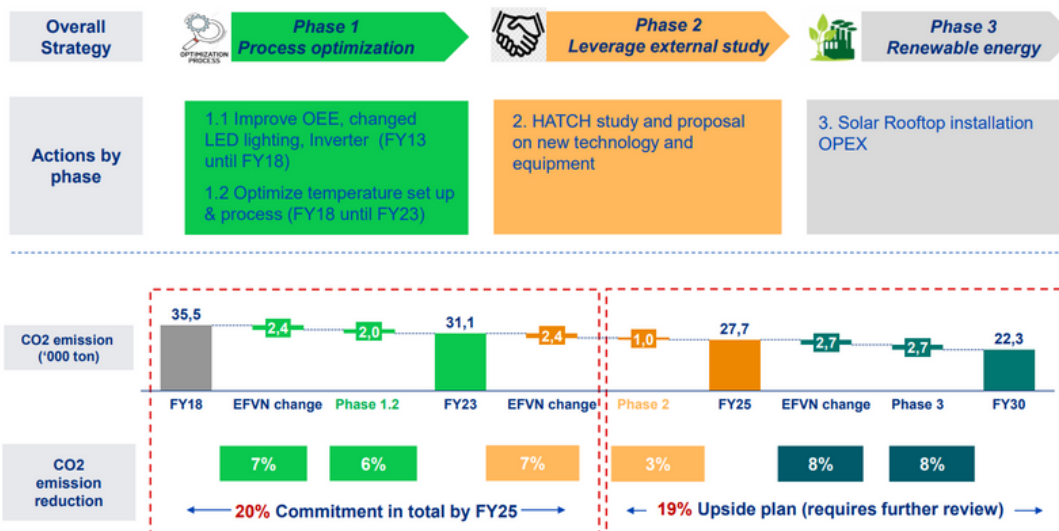 Overall
Strategy
OPTIMIZATION
PROCESS
Phase 1
Process optimization
Phase 2
Leverage external study
Phase 3
Renewable energy
Actions by
phase
1.1 Improve OEE, changed
LED lighting, Inverter (FY13
until FY18)
1.2 Optimize temperature set up
& process (FY18 until FY23)
2. HATCH study and proposal
on new technology and
equipment
3. Solar Rooftop installation
OPEX
CO2 emission
('000 ton)
35,5
2,4
2,0
31,1
2,4
1,0
27,7
2,7
2,7
22,3
FY18
EFVN change
Phase 1.2
FY23
EFVN change
Phase 2
FY25
EFVN change
Phase 3
FY30
CO2
emission
reduction
7%
6%
7%
3%
8%
8%
20% Commitment in total by FY25
19% Upside plan (requires further review)